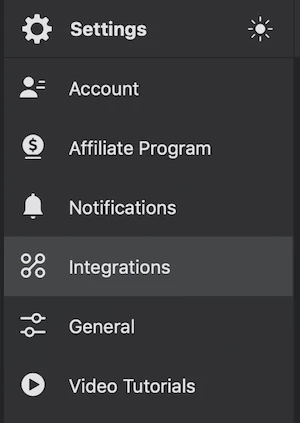 Settings
Account
Affiliate Program
Notifications
Integrations
General
Video Tutorials